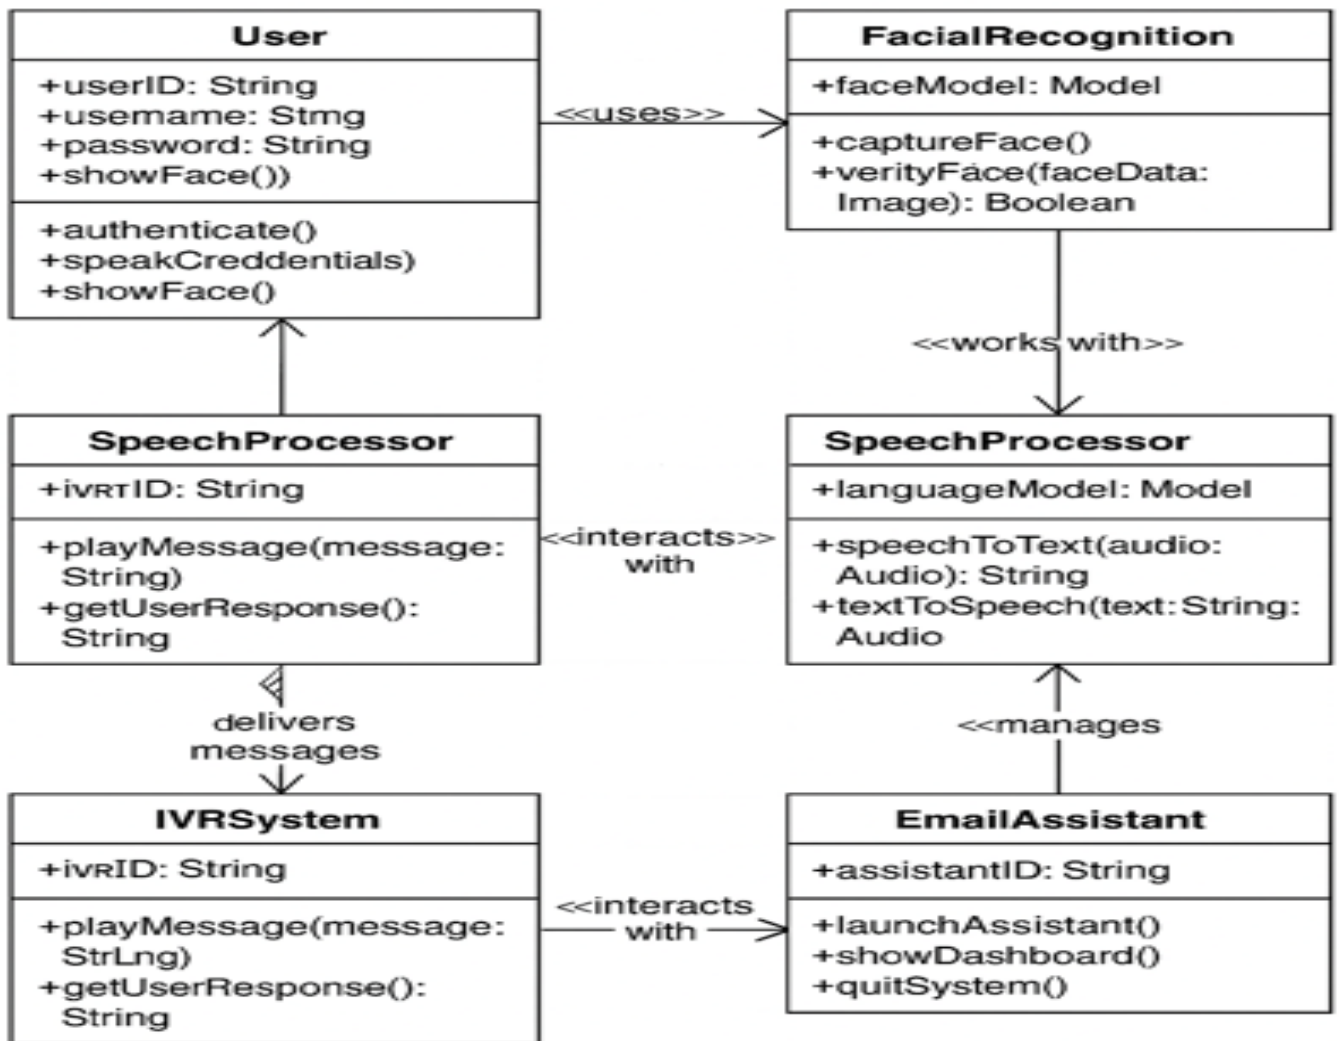 User
+userID: String
+usemame: Stmg
+password: String
+showFace())
+authenticate()
+speakCreddentials)
+showFace()
<<uses>>
FacialRecognition
+faceModel: Model
+captureFace()
+verityFace(faceData:
Image): Boolean
<<works with>>
SpeechProcessor
+ivRTID: String
+playMessage(message:
String)
+getUserResponse():
String
<<interacts>>
with
SpeechProcessor
+languageModel: Model
+speechToText(audio:
Audio): String
+textToSpeech(text: String:
Audio
delivers
messages
<<manages
IVRSystem
+ivRID: String
+playMessage(message:
StrLng)
+getUserResponse():
String
<<interacts
with
EmailAssistant
+assistantID: String
+launchAssistant()
+showDashboard()
+quitSystem()